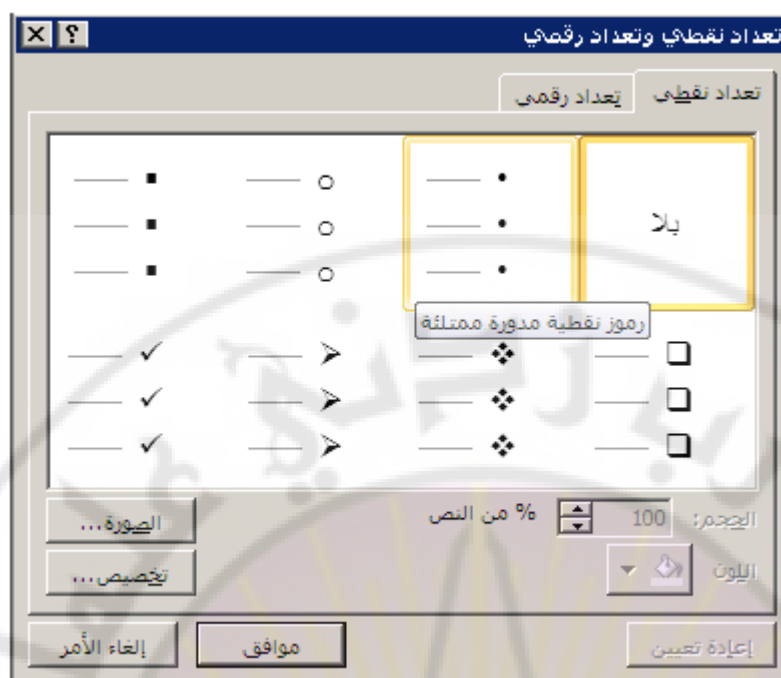 تعداد نقطي وتعداد رقمي
تعداد نقطي تعداد رقمي
بلا
رموز نقطية مدورة ممتلئة
الحجم: 100 % من النص
الصورة...
اللون
تخصيص...
إعادة تعيين موافق إلغاء الأمر